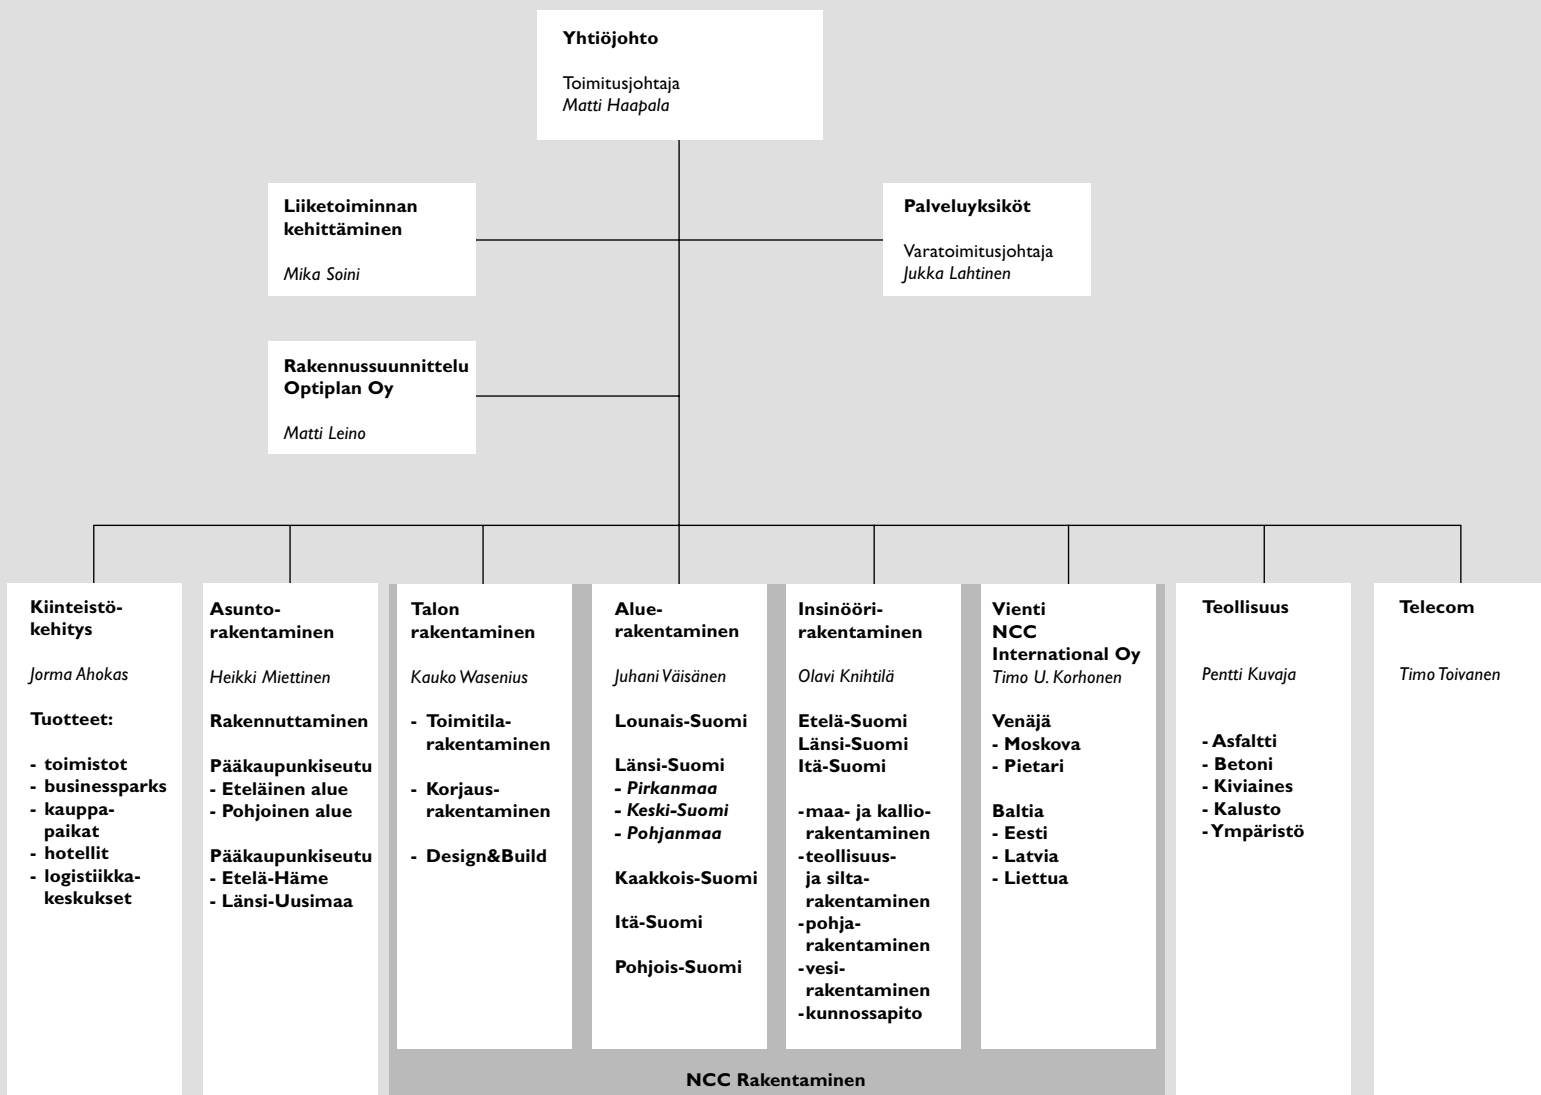 Yhtiöjohto
Toimitusjohtaja
Matti Haapala
Liiketoiminnan
kehittäminen
Mika Soini
Palveluyksiköt
Varatoimitusjohtaja
Jukka Lahtinen
Rakennussuunnittelu
Optiplan Oy
Matti Leino
Kiinteistö-
kehitys
Jorma Ahokas
Tuotteet:
- toimistot
- businessparks
- kauppa-
paikat
- hotellit
- logistiikka-
keskukset
Asunto-
rakentaminen
Heikki Miettinen
Rakennuttaminen
Pääkaupunkiseutu
- Eteläinen alue
- Pohjoinen alue
Pääkaupunkiseutu
- Etelä-Häme
- Länsi-Uusimaa
Talon
rakentaminen
Kauko Wasenius
- Toimitila-
rakentaminen
- Korjaus-
rakentaminen
- Design&Build
Alue-
rakentaminen
Juhani Väisänen
Lounais-Suomi
Länsi-Suomi
- Pirkanmaa
- Keski-Suomi
- Pohjanmaa
Kaakkois-Suomi
Itä-Suomi
Pohjois-Suomi
Insinööri-
rakentaminen
Olavi Knihtilä
Etelä-Suomi
Länsi-Suomi
Itä-Suomi
-maa- ja kallio-
rakentaminen
-teollisuus-
ja silta-
rakentaminen
-pohja-
rakentaminen
-vesi-
rakentaminen
-kunnossapito
Vienti
NCC
International Oy
Timo U. Korhonen
Venäjä
- Moskova
- Pietari
Baltia
- Eesti
- Latvia
- Liettua
Teollisuus
Pentti Kuvaja
- Asfaltti
- Betoni
- Kiviaines
- Kalusto
- Ympäristö
Telecom
Timo Toivanen
NCC Rakentaminen